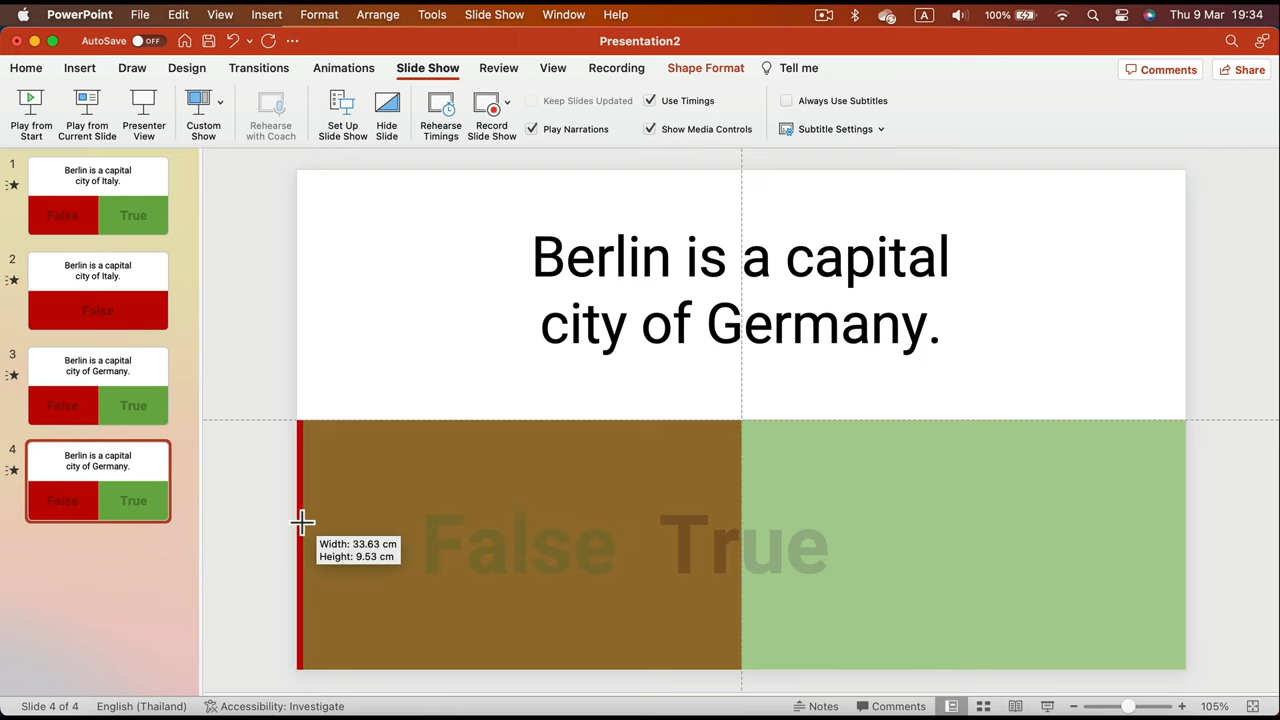 PowerPoint File Edit View Insert Format Arrange Tools Slide Show Window Help A 100% Thu 9 Mar 19:34
AutoSave OFF ... Presentation2
Home Insert Draw Design Transitions Animations Slide Show Review View Recording Shape Format Tell me Comments Share
Play from Start
Play from Current Slide
Presenter View
Custom Show
Rehearse with Coach
Set Up Slide Show
Hide Slide
Rehearse Timings
Record Slide Show
Keep Slides Updated
Use Timings
Always Use Subtitles
Play Narrations
Show Media Controls
Subtitle Settings
1
Berlin is a capital
city of Italy.
False True
2
Berlin is a capital
city of Italy.
False
3
Berlin is a capital
city of Germany.
False True
4
Berlin is a capital
city of Germany.
False True
Berlin is a capital
city of Germany.
False True
Width: 33.63 cm
Height: 9.53 cm
Slide 4 of 4 English (Thailand) Accessibility: Investigate Notes Comments 105%